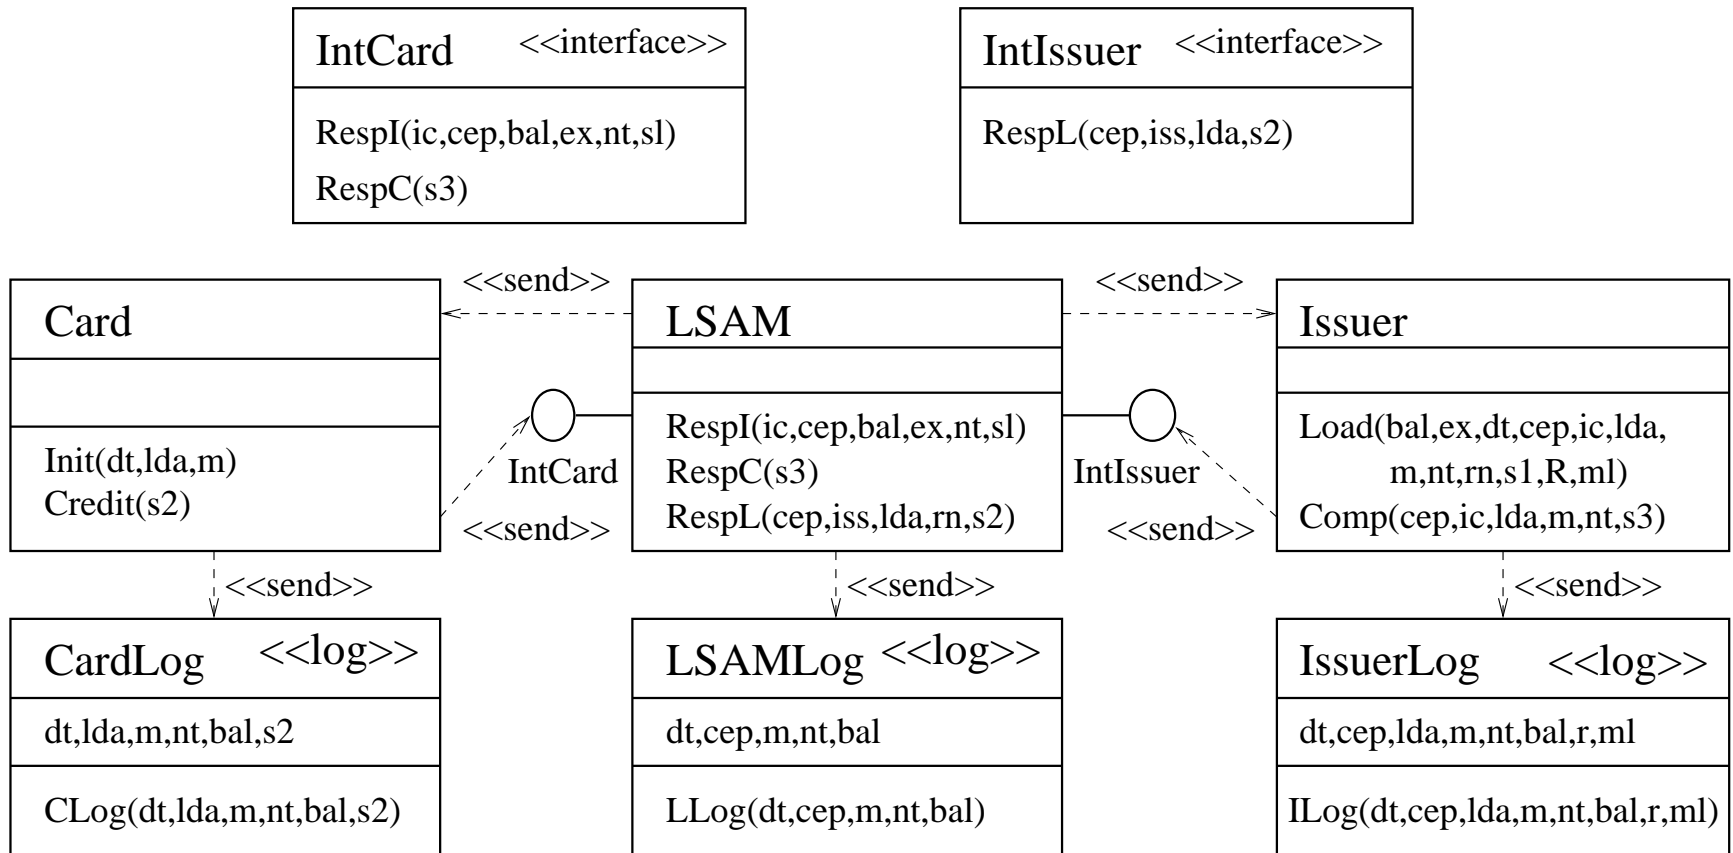 IntCard <<interface>>
RespI(ic,cep,bal,ex,nt,sl)
RespC(s3)
IntIssuer <<interface>>
RespL(cep,iss,lda,s2)
<<send>>
<<send>>
Card
Init(dt,lda,m)
Credit(s2)
IntCard
<<send>>
LSAM
RespI(ic,cep,bal,ex,nt,sl)
RespC(s3)
RespL(cep,iss,lda,rn,s2)
IntIssuer
<<send>>
Issuer
Load(bal,ex,dt,cep,ic,lda,
m,nt,rn,s1,R,ml)
Comp(cep,ic,lda,m,nt,s3)
<<send>>
<<send>>
<<send>>
CardLog <<log>>
dt,lda,m,nt,bal,s2
CLog(dt,lda,m,nt,bal,s2)
LSAMLog <<log>>
dt,cep,m,nt,bal
LLog(dt,cep,m,nt,bal)
IssuerLog <<log>>
dt,cep,lda,m,nt,bal,r,ml
ILog(dt,cep,lda,m,nt,bal,r,ml)